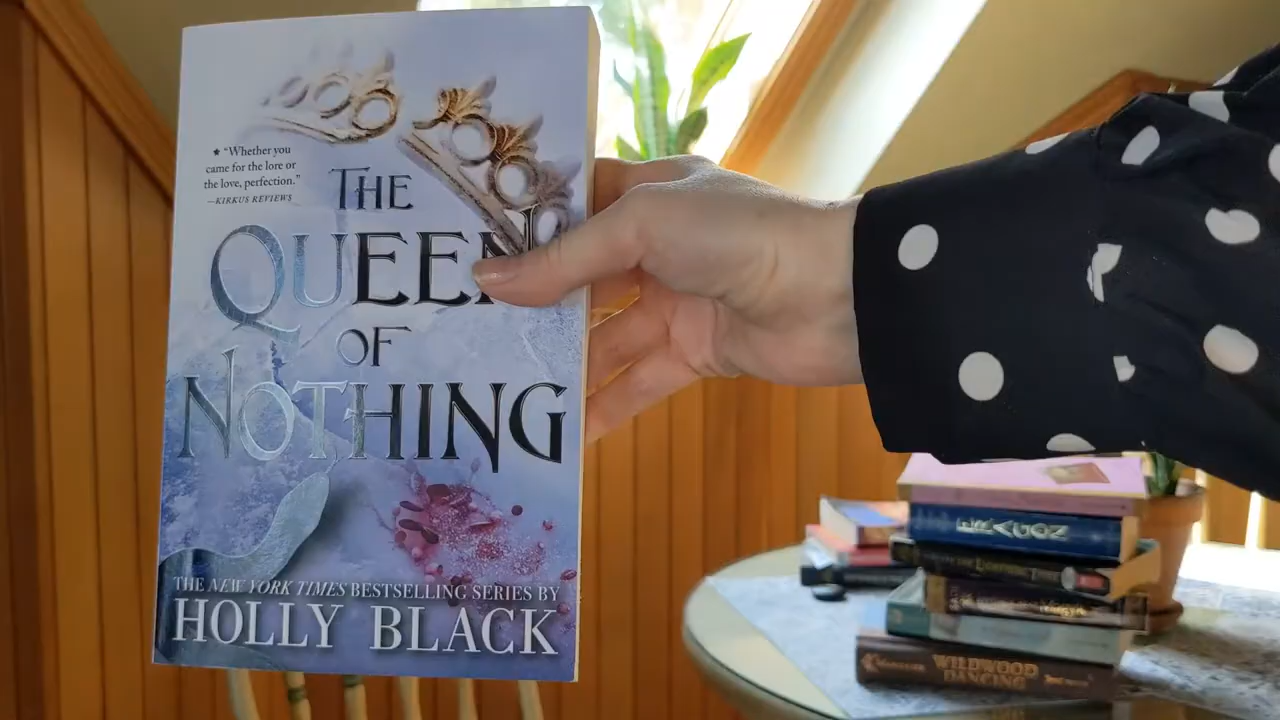 ★ "Whether you
came for the lore or
the love, perfection."
—KIRKUS REVIEWS
THE
QUEEN
OF
NOTHING
THE NEW YORK TIMES BESTSELLING SERIES BY
HOLLY BLACK
ERAGON
WILDWOOD
DANCING